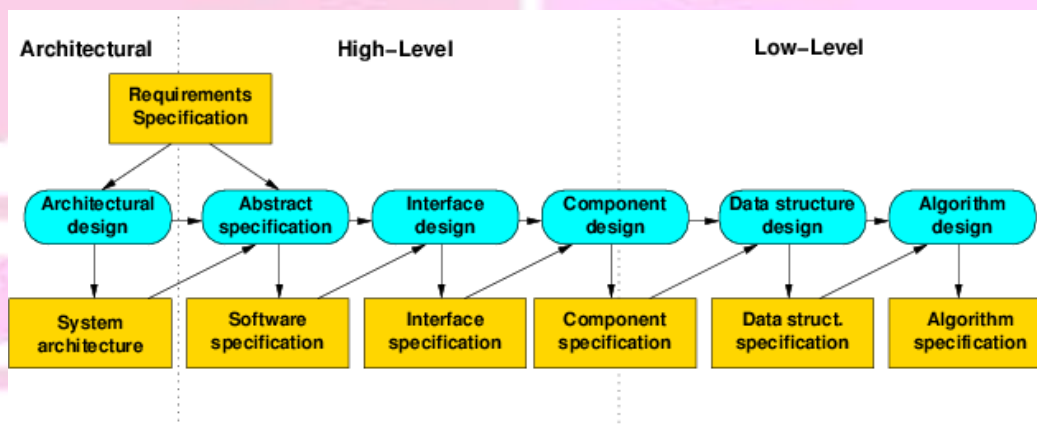 Architectural
High-Level
Low-Level
Requirements
Specification
Architectural
design
Abstract
specification
Interface
design
Component
design
Data structure
design
Algorithm
design
System
architecture
Software
specification
Interface
specification
Component
specification
Data struct.
specification
Algorithm
specification